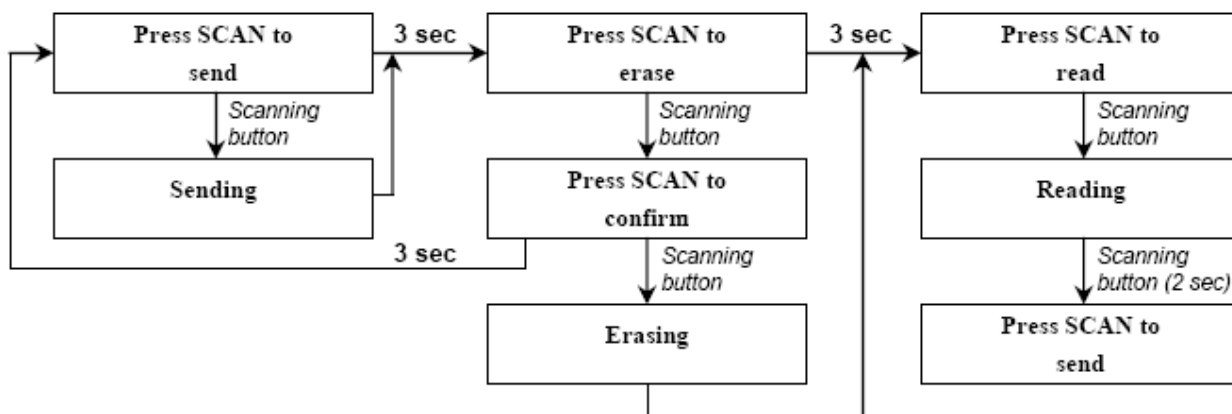 Press SCAN to
send
3 sec
Press SCAN to
erase
3 sec
Press SCAN to
read
Scanning
button
Scanning
button
Scanning
button
Sending
Press SCAN to
confirm
Reading
3 sec
Scanning
button
Scanning
button (2 sec)
Erasing
Press SCAN to
send